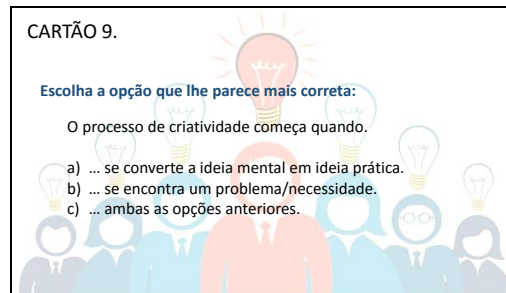 CARTÃO 9.
Escolha a opção que lhe parece mais correta:
O processo de criatividade começa quando.
a) ... se converte a ideia mental em ideia prática.
b) ... se encontra um problema/necessidade.
c) ... ambas as opções anteriores.